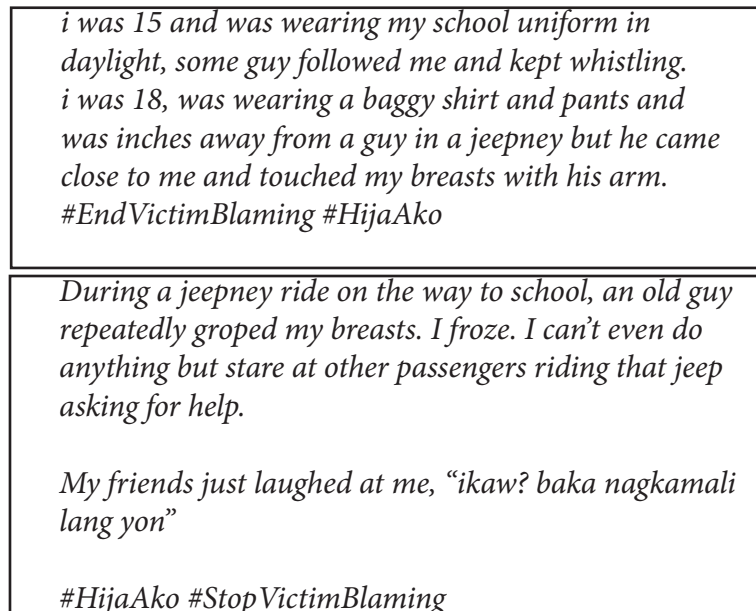 i was 15 and was wearing my school uniform in
daylight, some guy followed me and kept whistling.
i was 18, was wearing a baggy shirt and pants and
was inches away from a guy in a jeepney but he came
close to me and touched my breasts with his arm.
#EndVictimBlaming #HijaAko
During a jeepney ride on the way to school, an old guy
repeatedly groped my breasts. I froze. I can’t even do
anything but stare at other passengers riding that jeep
asking for help.
My friends just laughed at me, “ikaw? baka nagkamali
lang yon”
#HijaAko #StopVictimBlaming